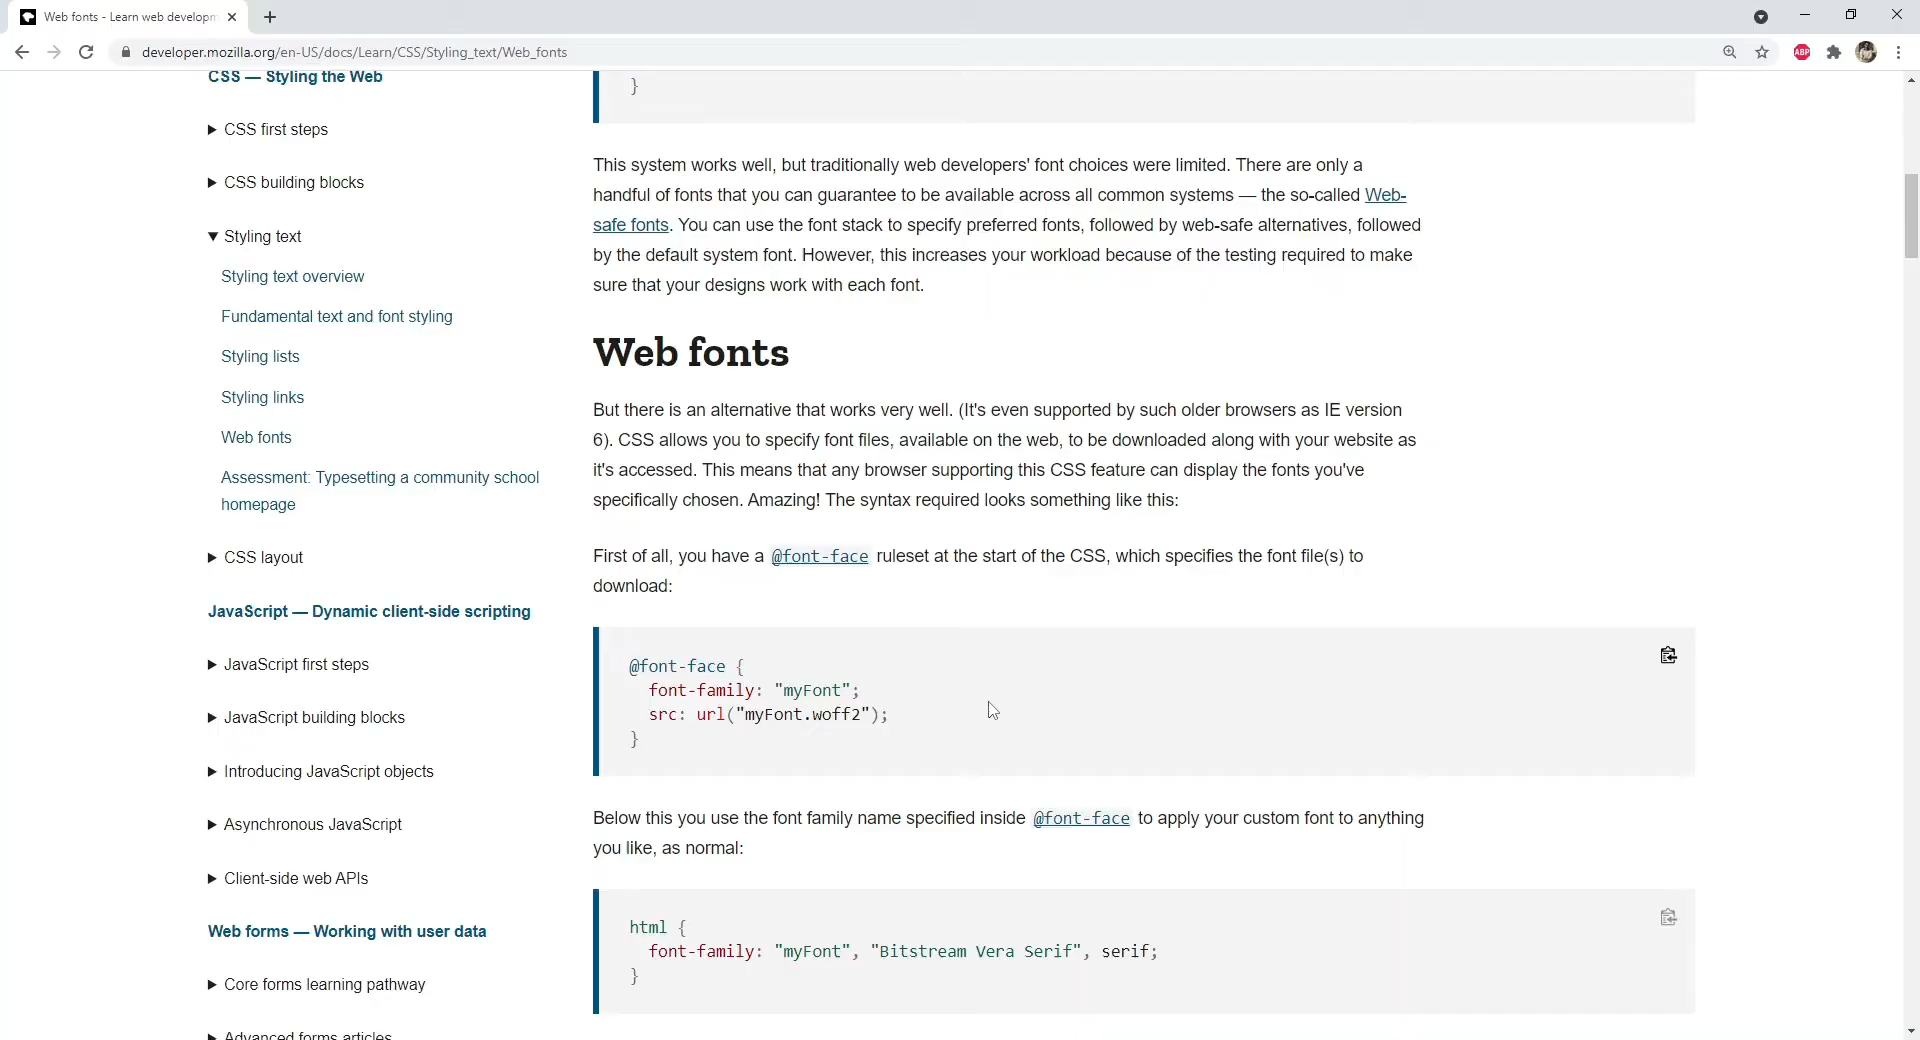 Web fonts - Learn web developm
developer.mozilla.org/en-US/docs/Learn/CSS/Styling_text/Web_fonts
ABP
CSS — Styling the Web
CSS first steps
CSS building blocks
Styling text
Styling text overview
Fundamental text and font styling
Styling lists
Styling links
Web fonts
Assessment: Typesetting a community school
homepage
CSS layout
JavaScript — Dynamic client-side scripting
JavaScript first steps
JavaScript building blocks
Introducing JavaScript objects
Asynchronous JavaScript
Client-side web APIs
Web forms — Working with user data
Core forms learning pathway
Advanced forms articles
}
This system works well, but traditionally web developers' font choices were limited. There are only a
handful of fonts that you can guarantee to be available across all common systems — the so-called Web-
safe fonts. You can use the font stack to specify preferred fonts, followed by web-safe alternatives, followed
by the default system font. However, this increases your workload because of the testing required to make
sure that your designs work with each font.
Web fonts
But there is an alternative that works very well. (It's even supported by such older browsers as IE version
6). CSS allows you to specify font files, available on the web, to be downloaded along with your website as
it's accessed. This means that any browser supporting this CSS feature can display the fonts you've
specifically chosen. Amazing! The syntax required looks something like this:
First of all, you have a @font-face ruleset at the start of the CSS, which specifies the font file(s) to
download:
@font-face {
font-family: "myFont";
src: url("myFont.woff2");
}
Below this you use the font family name specified inside @font-face to apply your custom font to anything
you like, as normal:
html {
font-family: "myFont", "Bitstream Vera Serif", serif;
}